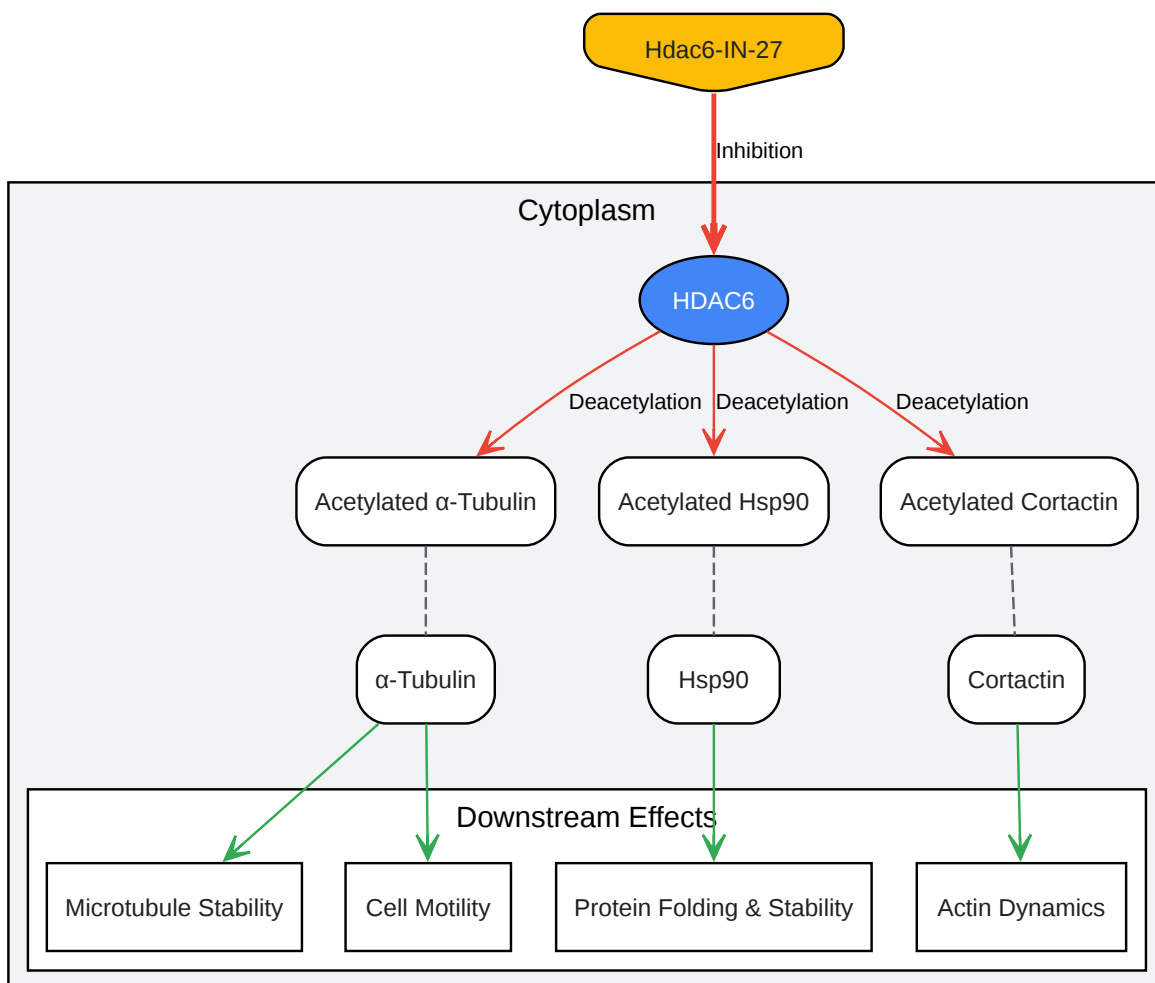 Hdac6-IN-27
Inhibition
Cytoplasm
HDAC6
Deacetylation
Deacetylation
Deacetylation
Acetylated α-Tubulin
Acetylated Hsp90
Acetylated Cortactin
α-Tubulin
Hsp90
Cortactin
Downstream Effects
Microtubule Stability
Cell Motility
Protein Folding & Stability
Actin Dynamics